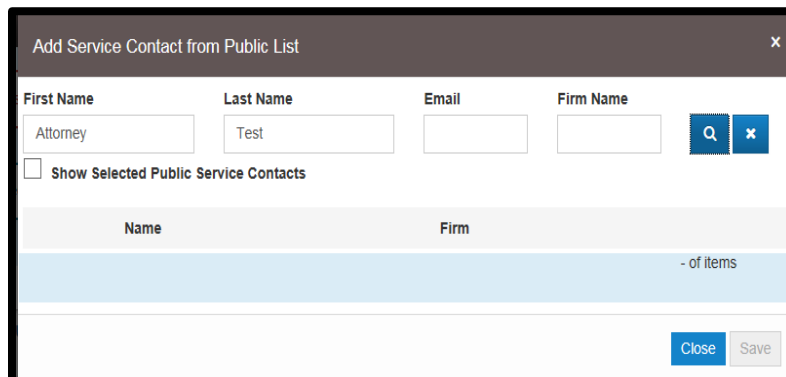 Add Service Contact from Public List x
First Name Last Name Email Firm Name
Attorney Test
Show Selected Public Service Contacts
Name Firm
- of items
Close Save